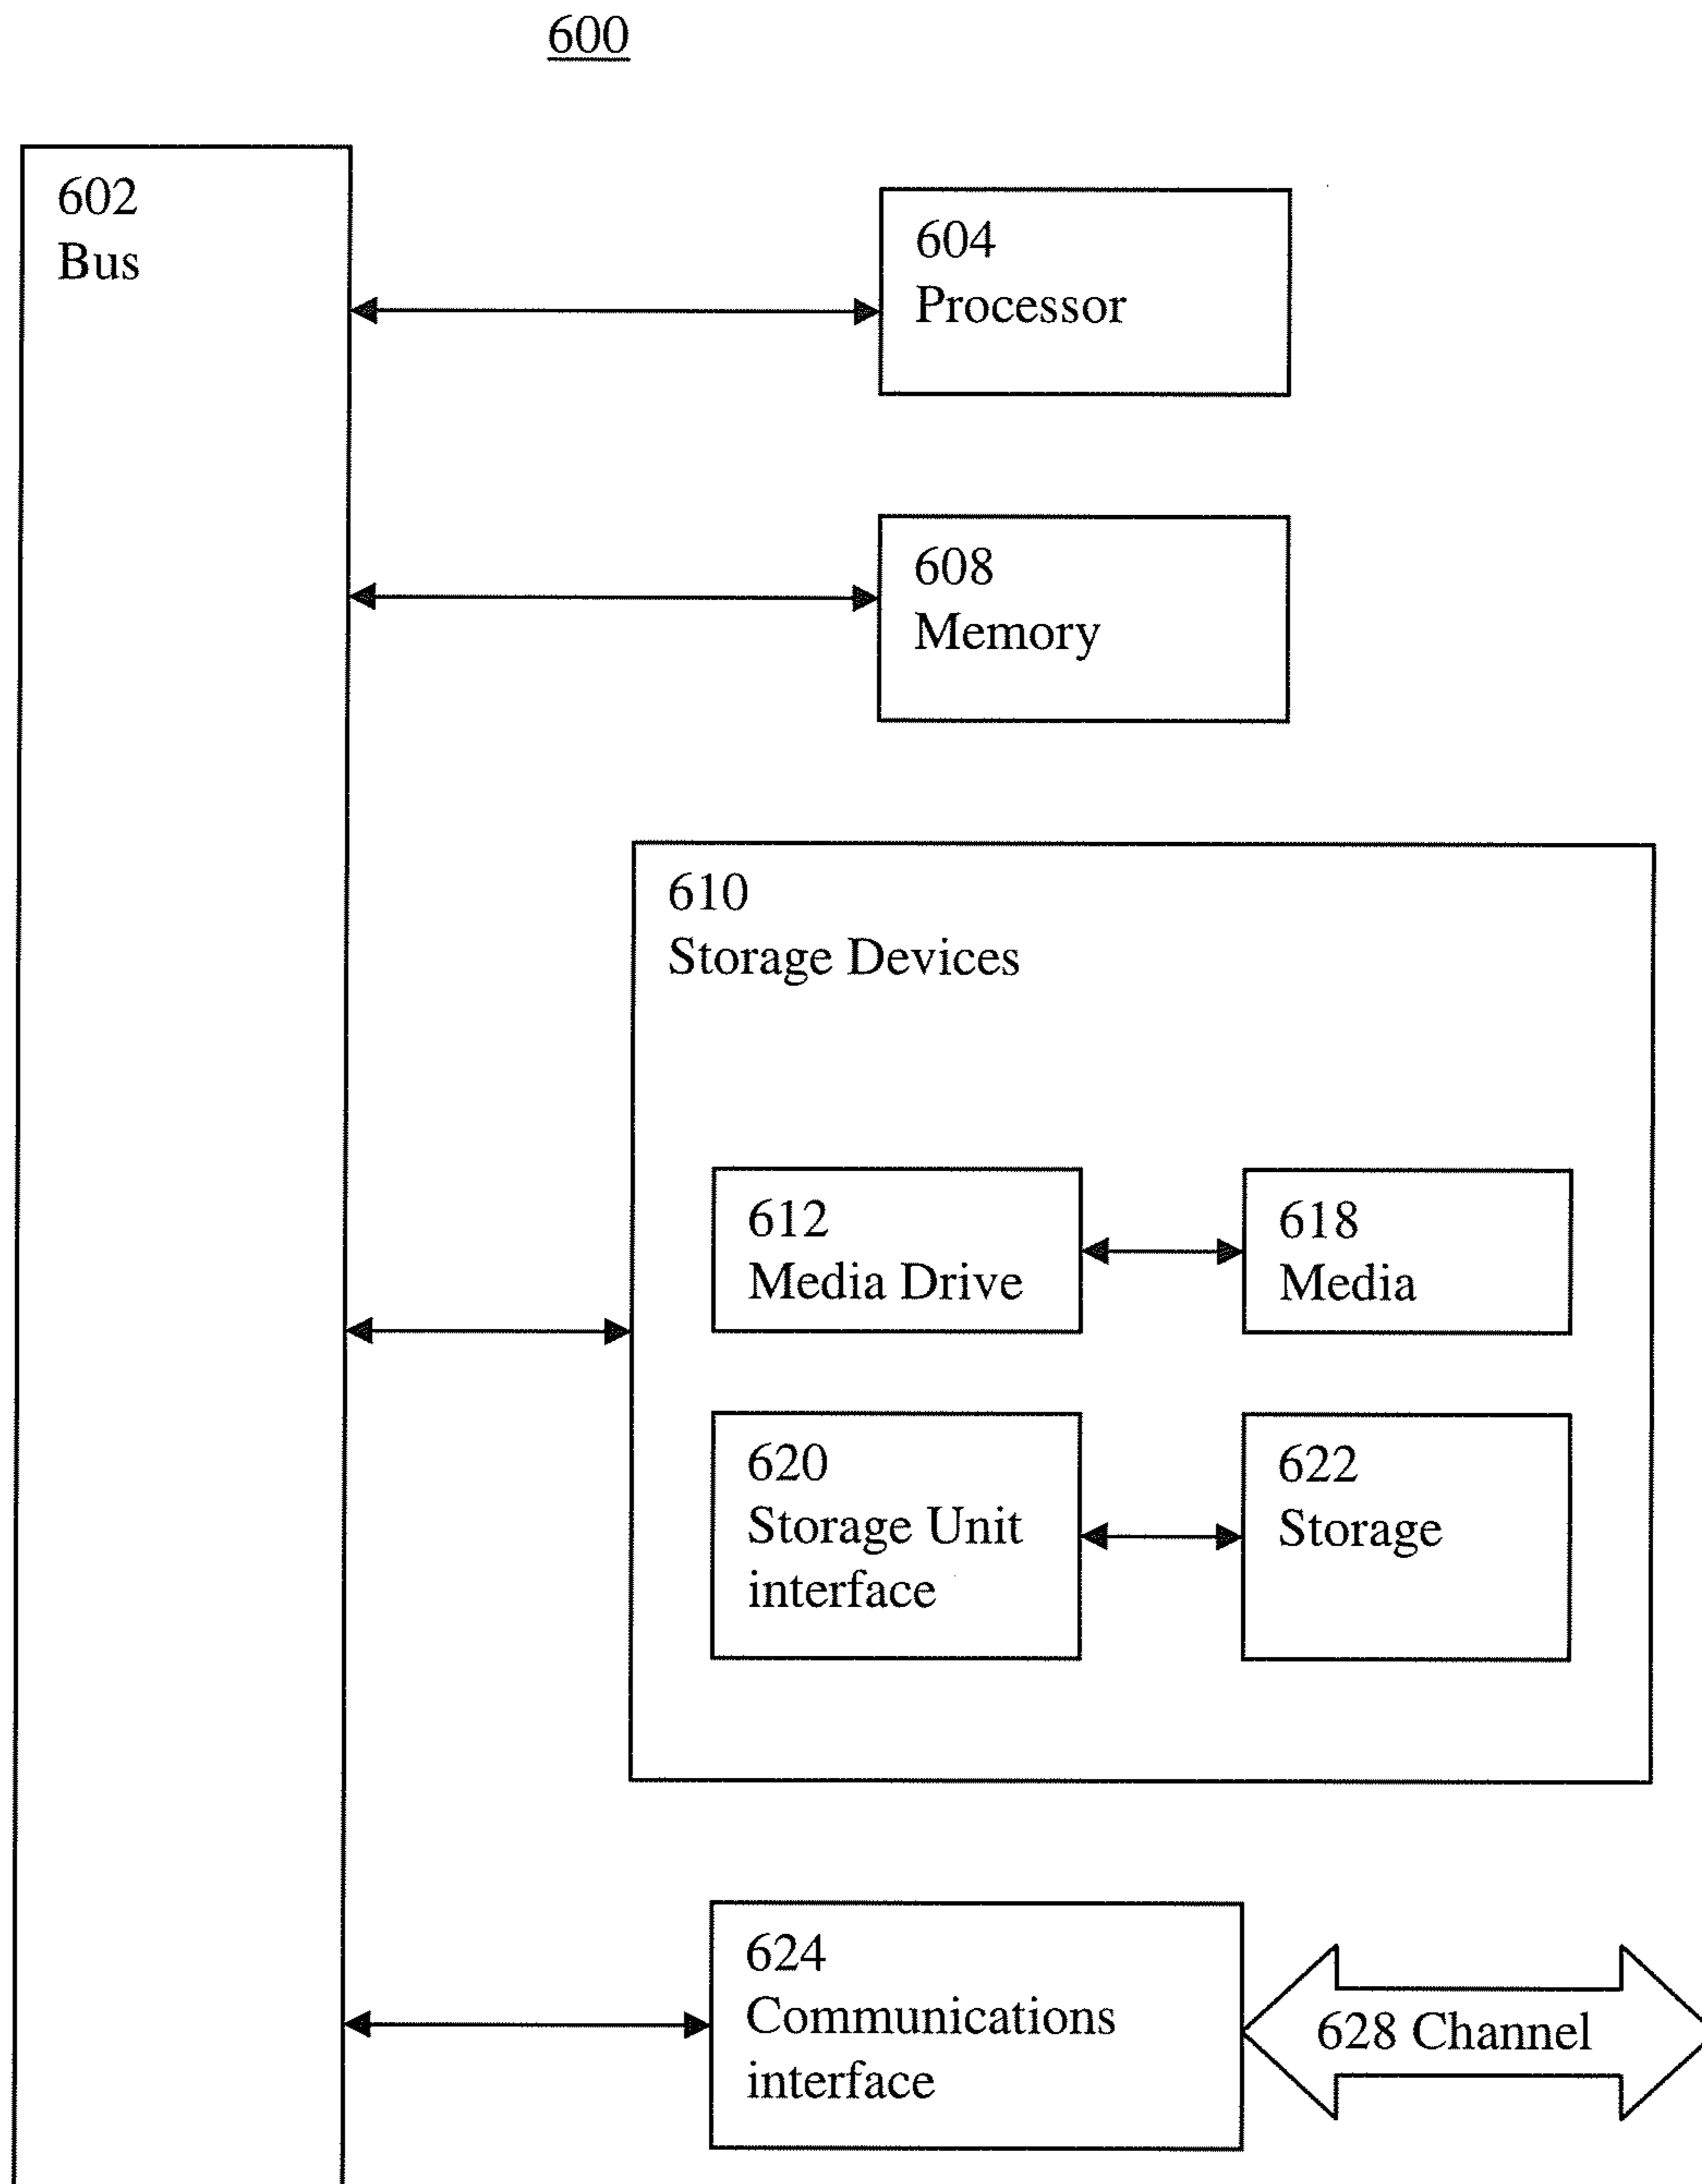 600
602
Bus
604
Processor
608
Memory
610
Storage Devices
612
Media Drive
618
Media
620
Storage Unit
interface
622
Storage
624
Communications
interface
628 Channel